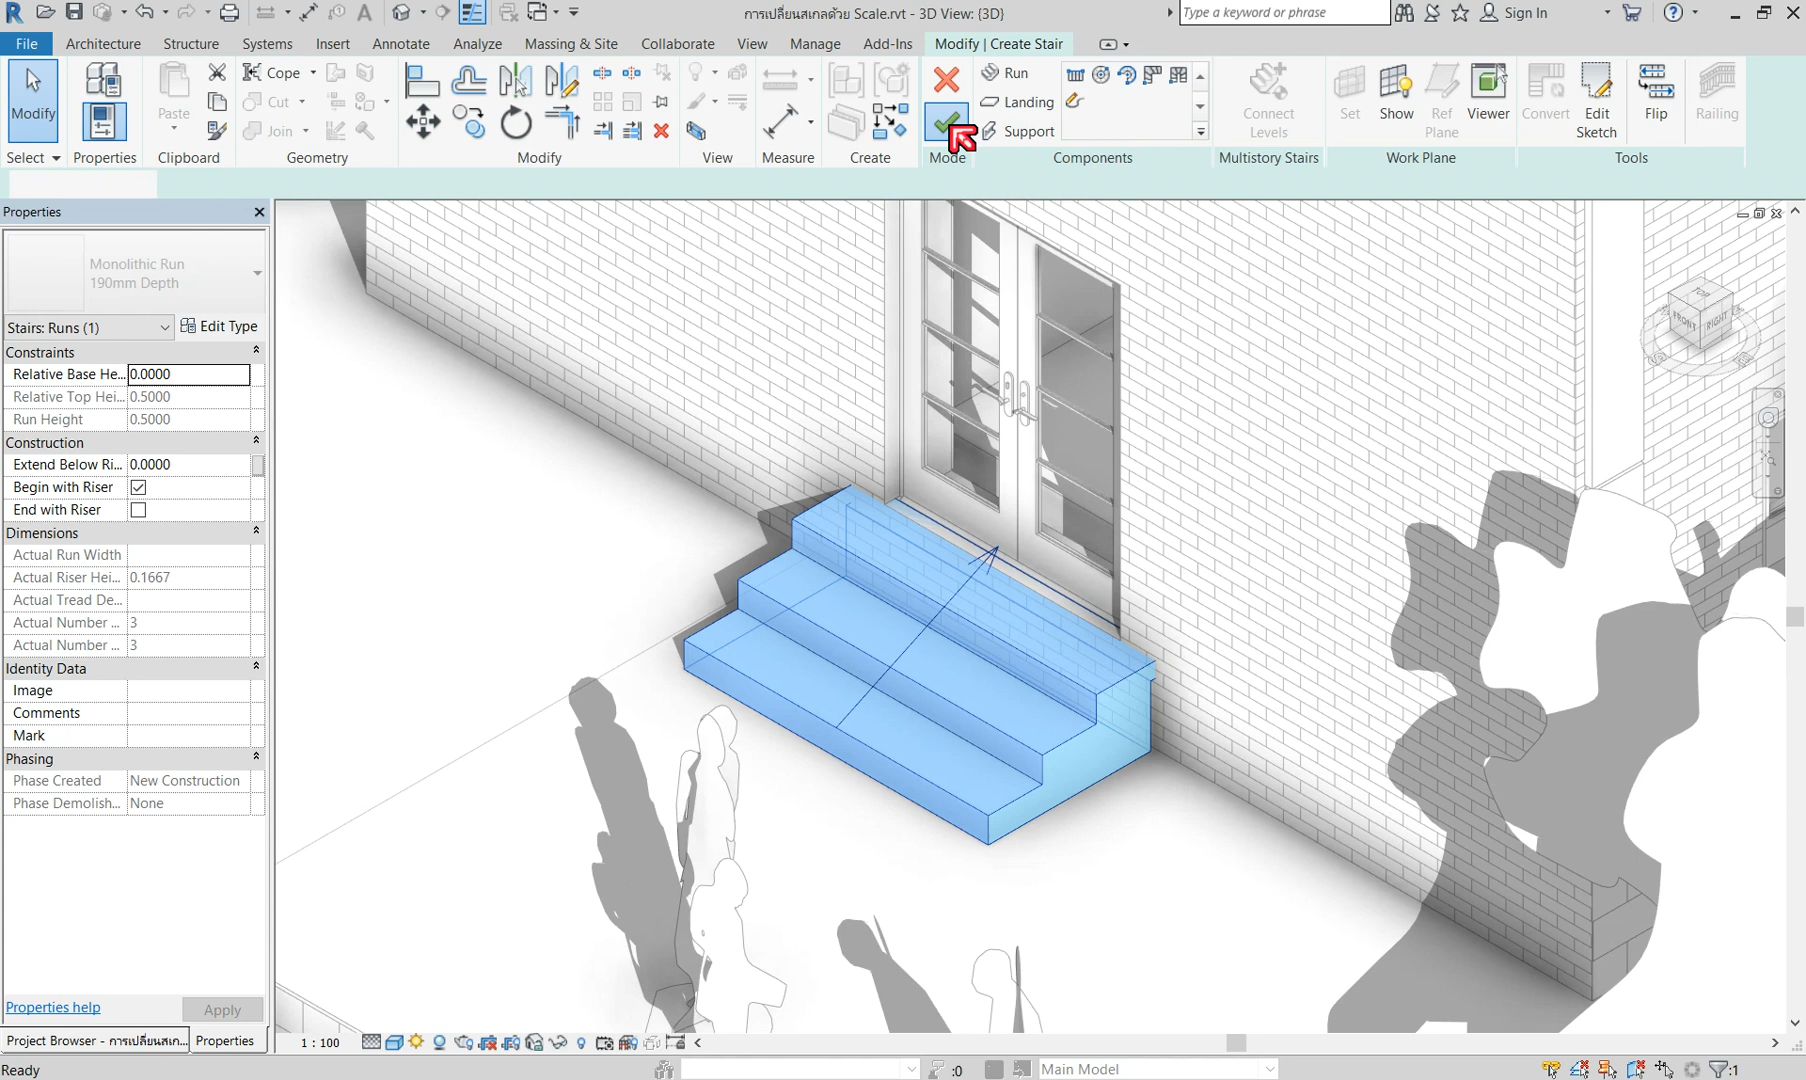 การเปลี่ยนสเกลด้วย Scale.rvt - 3D View: {3D}
Type a keyword or phrase
Sign In
File
Architecture
Structure
Systems
Insert
Annotate
Analyze
Massing & Site
Collaborate
View
Manage
Add-Ins
Modify | Create Stair
Modify
Select
Properties
Paste
Clipboard
Cope
Cut
Join
Geometry
Modify
View
Measure
Create
Mode
Run
Landing
Support
Components
Connect
Levels
Multistory Stairs
Set
Show
Ref
Plane
Viewer
Work Plane
Convert
Edit
Sketch
Flip
Railing
Tools
Properties
Monolithic Run
190mm Depth
Stairs: Runs (1)
Edit Type
Constraints
Relative Base He... 0.0000
Relative Top Hei... 0.5000
Run Height 0.5000
Construction
Extend Below Ri... 0.0000
Begin with Riser
End with Riser
Dimensions
Actual Run Width
Actual Riser Hei... 0.1667
Actual Tread De...
Actual Number ... 3
Actual Number ... 3
Identity Data
Image
Comments
Mark
Phasing
Phase Created New Construction
Phase Demolish... None
Properties help
Apply
Project Browser - การเปลี่ยนสเก...
Properties
TOP
FRONT
RIGHT
1 : 100
Ready
:0
Main Model
:1